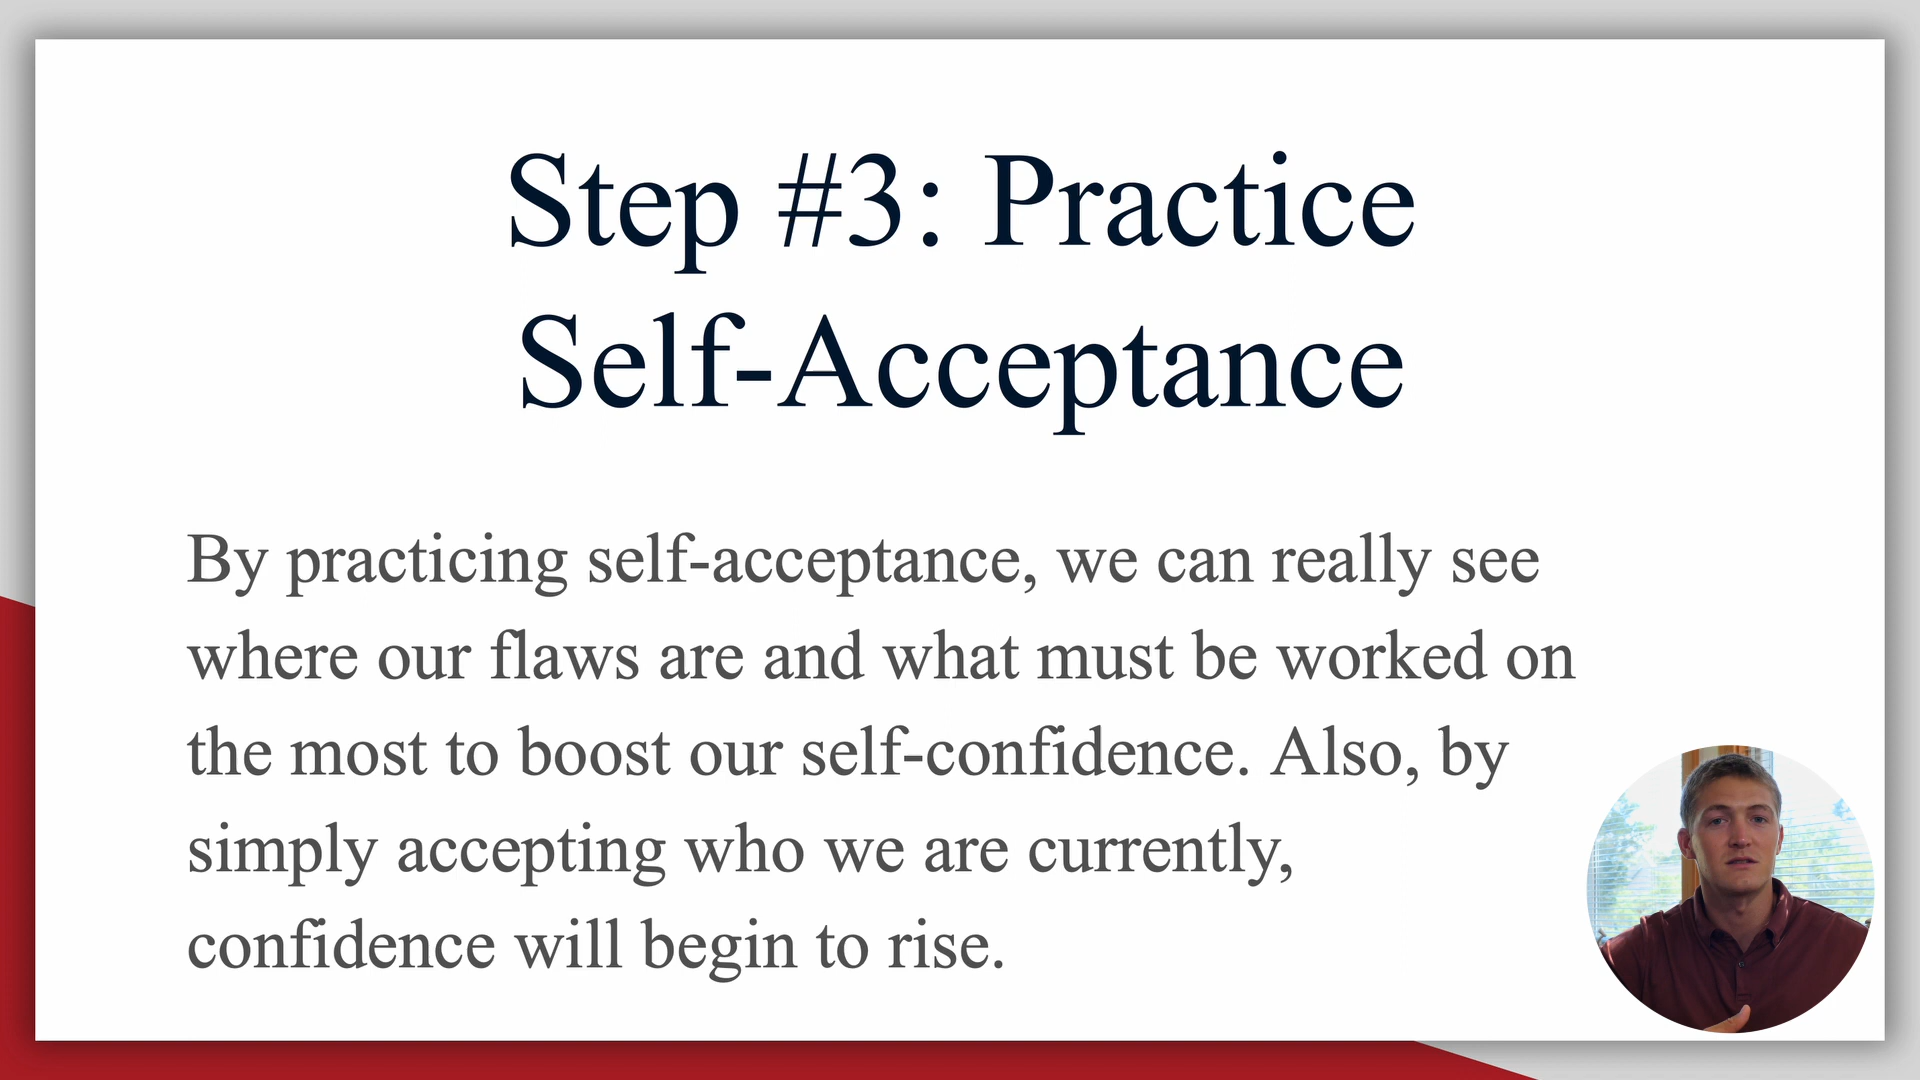 Step #3: Practice
Self-Acceptance
By practicing self-acceptance, we can really see
where our flaws are and what must be worked on
the most to boost our self-confidence. Also, by
simply accepting who we are currently,
confidence will begin to rise.